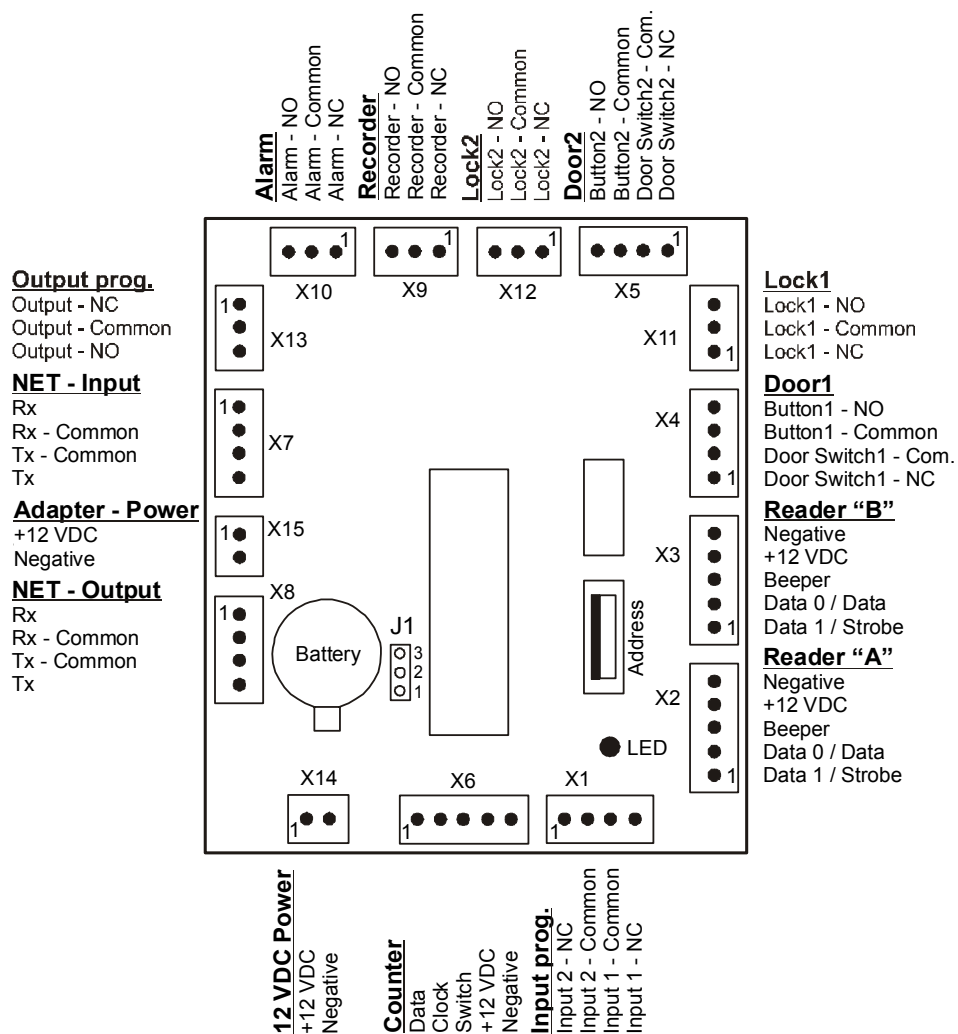 Alarm
Alarm - NO
Alarm - Common
Alarm - NC
Recorder
Recorder - NO
Recorder - Common
Recorder - NC
Lock2
Lock2 - NO
Lock2 - Common
Lock2 - NC
Door2
Button2 - NO
Button2 - Common
Door Switch2 - Com.
Door Switch2 - NC
1
X10
1
X9
1
X12
1
X5
Output prog.
Output - NC
Output - Common
Output - NO
1
X13
NET - Input
Rx
Rx - Common
Tx - Common
Tx
1
X7
Adapter - Power
+12 VDC
Negative
X15
NET - Output
Rx
Rx - Common
Tx - Common
Tx
X8
1
Battery
J1
3
2
1
Address
LED
Lock1
Lock1 - NO
Lock1 - Common
Lock1 - NC
X11
1
Door1
Button1 - NO
Button1 - Common
Door Switch1 - Com.
Door Switch1 - NC
X4
1
Reader “B”
Negative
+12 VDC
Beeper
Data 0 / Data
Data 1 / Strobe
X3
1
Reader “A”
Negative
+12 VDC
Beeper
Data 0 / Data
Data 1 / Strobe
X2
1
X14
1
X6
1
X1
1
12 VDC Power
+12 VDC
Negative
Counter
Data
Clock
Switch
+12 VDC
Negative
Input prog.
Input 2 - NC
Input 2 - Common
Input 1 - Common
Input 1 - NC